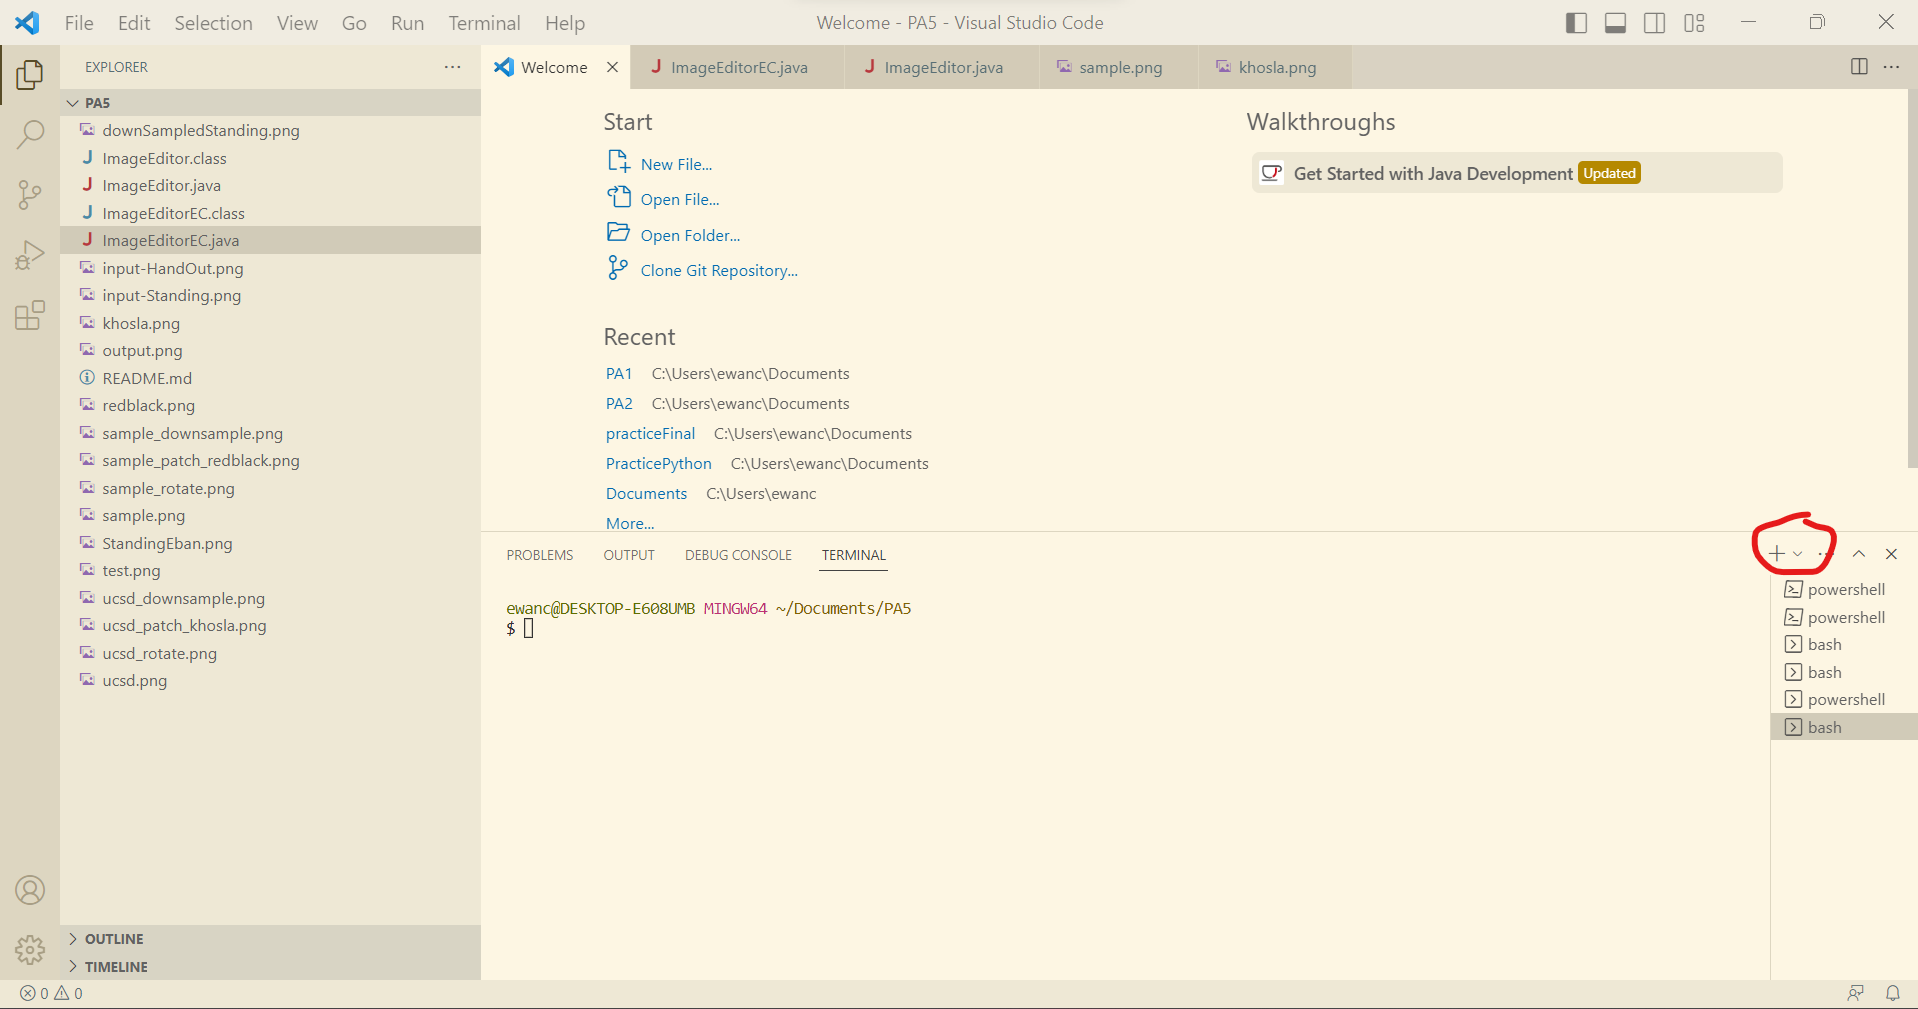 File Edit Selection View Go Run Terminal Help
Welcome - PA5 - Visual Studio Code
EXPLORER
PA5
downSampledStanding.png
ImageEditor.class
ImageEditor.java
ImageEditorEC.class
ImageEditorEC.java
input-HandOut.png
input-Standing.png
khosla.png
output.png
README.md
redblack.png
sample_downsample.png
sample_patch_redblack.png
sample_rotate.png
sample.png
StandingEban.png
test.png
ucsd_downsample.png
ucsd_patch_khosla.png
ucsd_rotate.png
ucsd.png
OUTLINE
TIMELINE
Welcome ImageEditorEC.java ImageEditor.java sample.png khosla.png
Start
New File...
Open File...
Open Folder...
Clone Git Repository...
Recent
PA1 C:\Users\ewanc\Documents
PA2 C:\Users\ewanc\Documents
practiceFinal C:\Users\ewanc\Documents
PracticePython C:\Users\ewanc\Documents
Documents C:\Users\ewanc
More...
Walkthroughs
Get Started with Java Development Updated
PROBLEMS OUTPUT DEBUG CONSOLE TERMINAL
ewanc@DESKTOP-E608UMB MINGW64 ~/Documents/PA5
$
powershell
powershell
bash
bash
powershell
bash
0 0